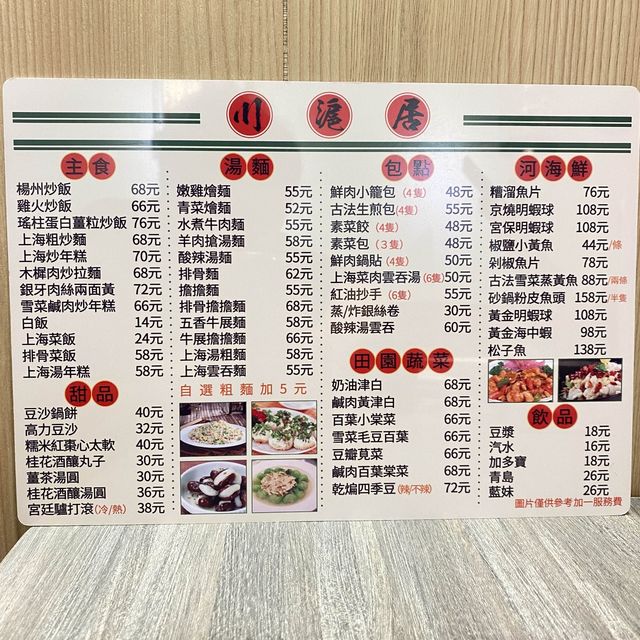 川滬居
主食
楊州炒飯 68元
雞火炒飯 66元
瑤柱蛋白薑粒炒飯 76元
上海粗炒麵 68元
上海炒年糕 70元
木樨肉炒拉麵 68元
銀牙肉絲兩面黃 72元
雪菜鹹肉炒年糕 66元
白飯 14元
上海菜飯 24元
排骨菜飯 58元
上海湯年糕 58元
甜品
豆沙鍋餅 40元
高力豆沙 32元
糯米紅棗心太軟 40元
桂花酒釀丸子 30元
薑茶湯圓 30元
桂花酒釀湯圓 36元
宮廷驢打滾(冷/熱) 38元
湯麵
嫩雞燴麵 55元
青菜燴麵 52元
水煮牛肉麵 55元
羊肉搶湯麵 58元
酸辣湯麵 55元
排骨麵 62元
擔擔麵 55元
排骨擔擔麵 68元
五香牛展麵 58元
牛展擔擔麵 66元
上海湯粗麵 58元
上海雲吞麵 55元
自選粗麵加5元
包點
鮮肉小籠包(4隻) 48元
古法生煎包(4隻) 55元
素菜餃(4隻) 48元
素菜包(3隻) 48元
鮮肉鍋貼(4隻) 50元
上海菜肉雲吞湯(6隻) 50元
紅油抄手(6隻) 55元
蒸/炸銀絲卷 30元
酸辣湯雲吞 60元
田園蔬菜
奶油津白 68元
鹹肉黃津白 68元
百葉小棠菜 66元
雪菜毛豆百葉 66元
豆瓣莧菜 66元
鹹肉百葉棠菜 68元
乾煸四季豆(辣/不辣) 72元
河海鮮
糟溜魚片 76元
京燒明蝦球 108元
宮保明蝦球 108元
椒鹽小黃魚 44元/條
剁椒魚片 78元
古法雪菜蒸黃魚 88元/兩條
砂鍋粉皮魚頭 158元/半隻
黃金明蝦球 108元
黃金海中蝦 98元
松子魚 138元
飲品
豆漿 18元
汽水 16元
加多寶 18元
青島 26元
藍妹 26元
圖片僅供參考加一服務費